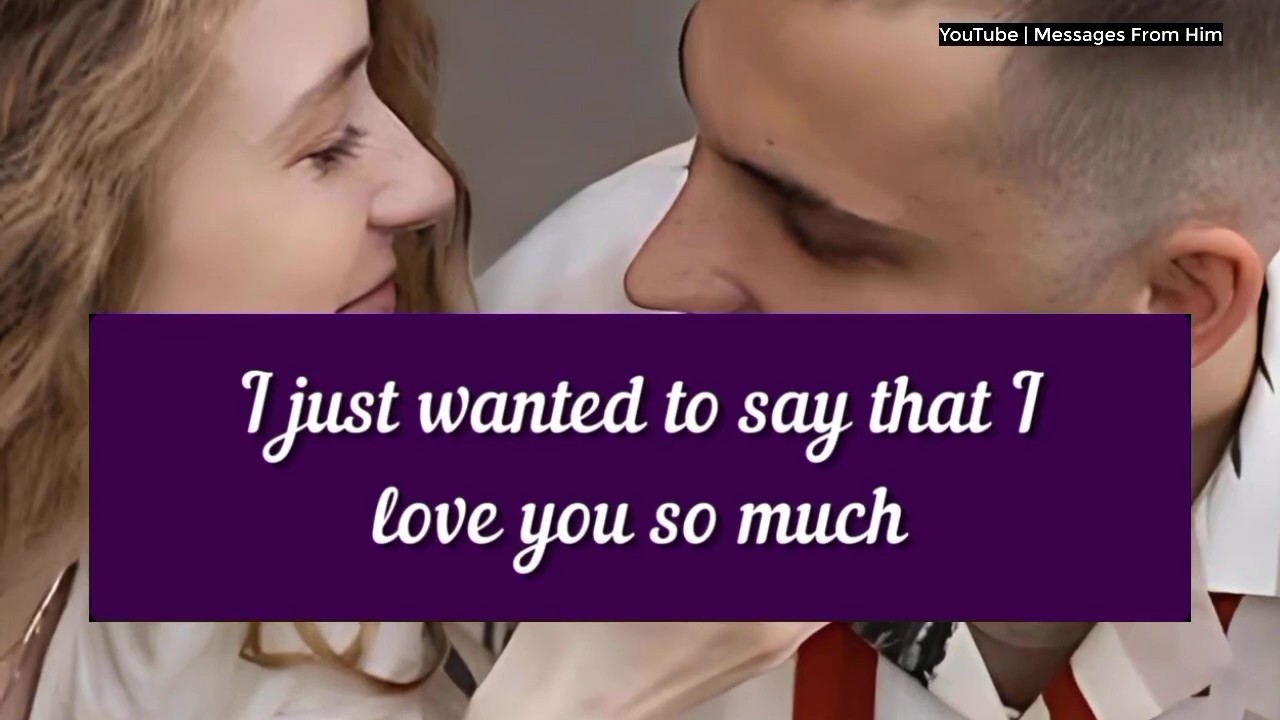 YouTube | Messages From Him
I just wanted to say that I
love you so much